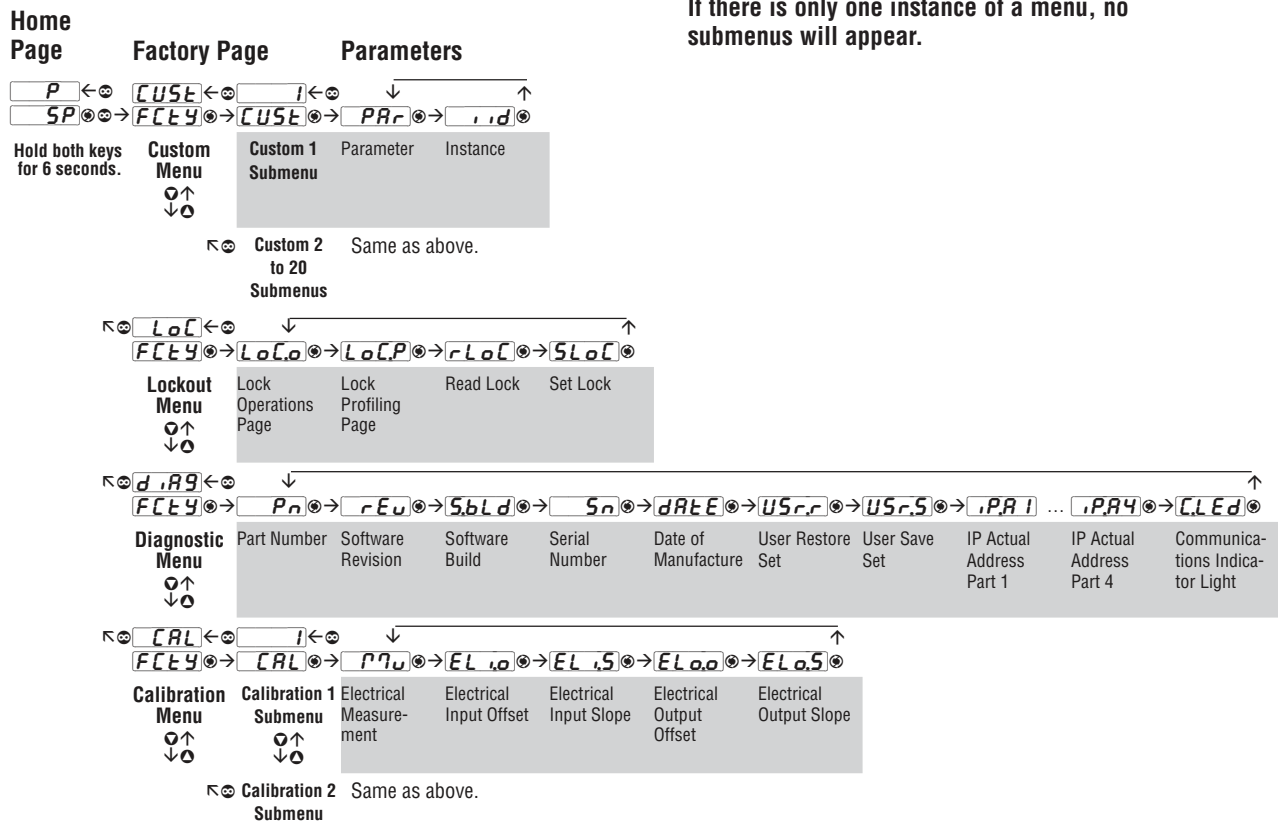 If there is only one instance of a menu, no
submenus will appear.
Home
Page Factory Page Parameters
P ←∞ CUSt ←∞ 1 ←∞ ↓ ↑
SP → FCtY → CUSt → PAr → iid
Hold both keys
for 6 seconds.
Custom
Menu
Custom 1
Submenu
Parameter
Instance
Custom 2
to 20
Submenus
Same as above.
LoC
FCtY → LoC.o → LoC.P → rLoC → SLoC
Lockout
Menu
Lock
Operations
Page
Lock
Profiling
Page
Read Lock
Set Lock
diAg
FCtY → Pn → rEu → S.bLd → Sn → dAtE → USr.r → USr.S → iP.A1 ... iP.A4 → C.LEd
Diagnostic
Menu
Part Number
Software
Revision
Software
Build
Serial
Number
Date of
Manufacture
User Restore
Set
User Save
Set
IP Actual
Address
Part 1
IP Actual
Address
Part 4
Communica-
tions Indica-
tor Light
CAL 1
FCtY → CAL → Mu → ELi.o → ELi.S → ELo.o → ELo.S
Calibration
Menu
Calibration 1
Submenu
Electrical
Measure-
ment
Electrical
Input Offset
Electrical
Input Slope
Electrical
Output
Offset
Electrical
Output Slope
Calibration 2
Submenu
Same as above.